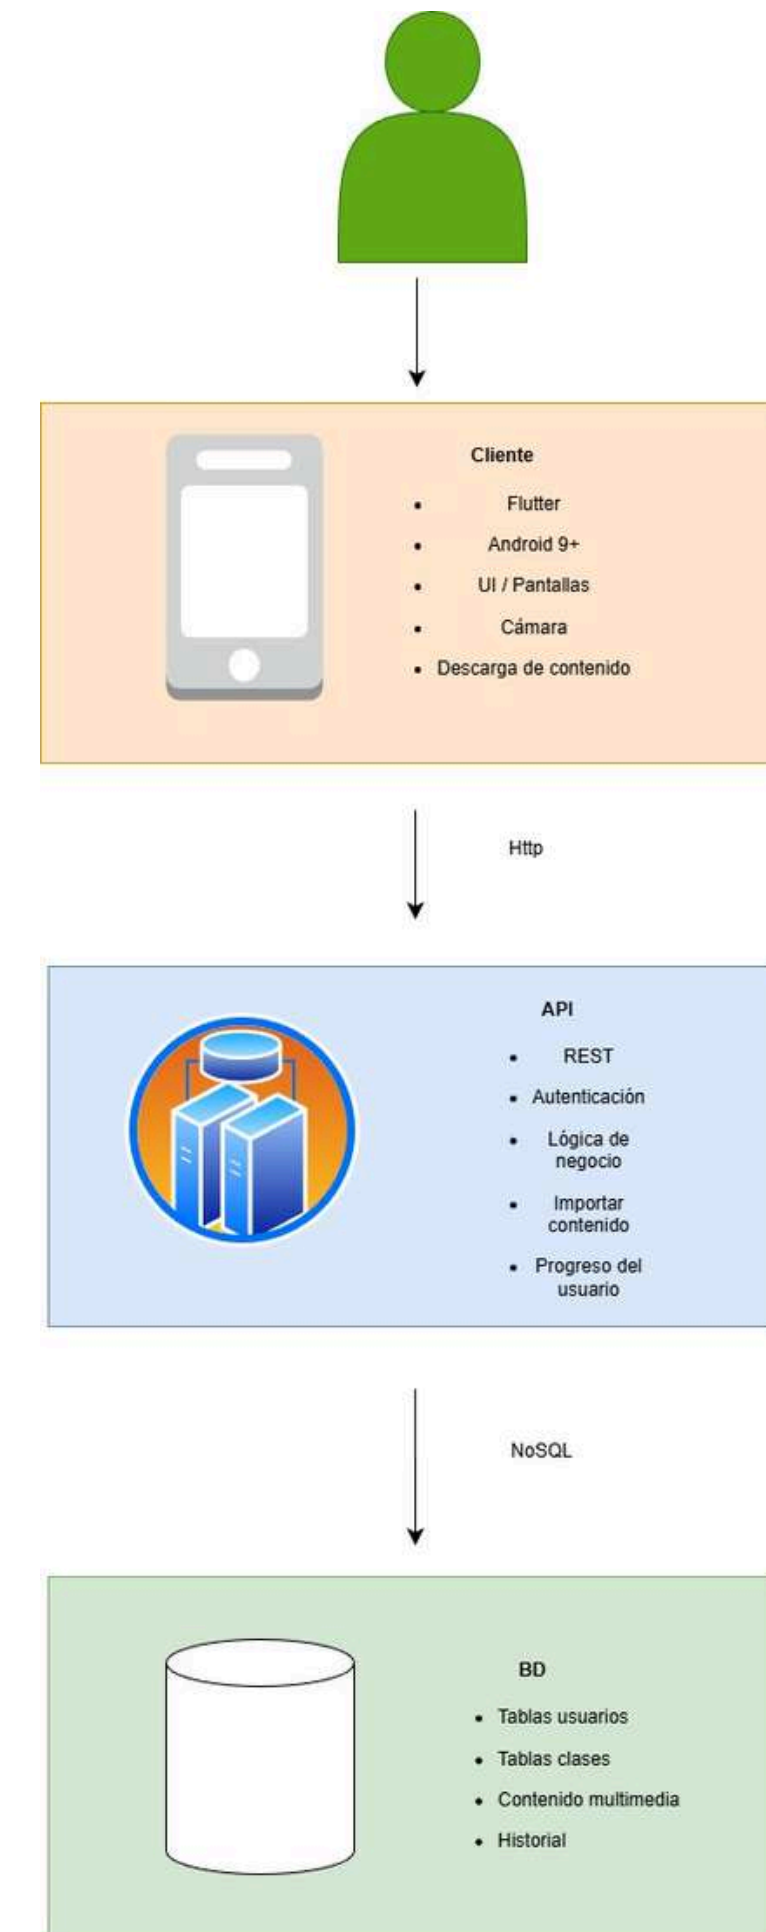 Cliente
Flutter
Android 9+
UI / Pantallas
Cámara
Descarga de contenido
Http
API
REST
Autenticación
Lógica de
negocio
Importar
contenido
Progreso del
usuario
NoSQL
BD
Tablas usuarios
Tablas clases
Contenido multimedia
Historial